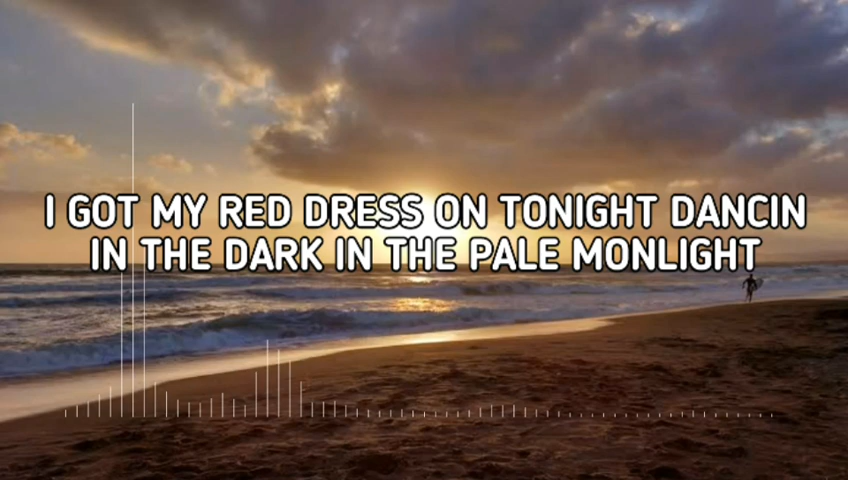 I GOT MY RED DRESS ON TONIGHT DANCIN
IN THE DARK IN THE PALE MONLIGHT